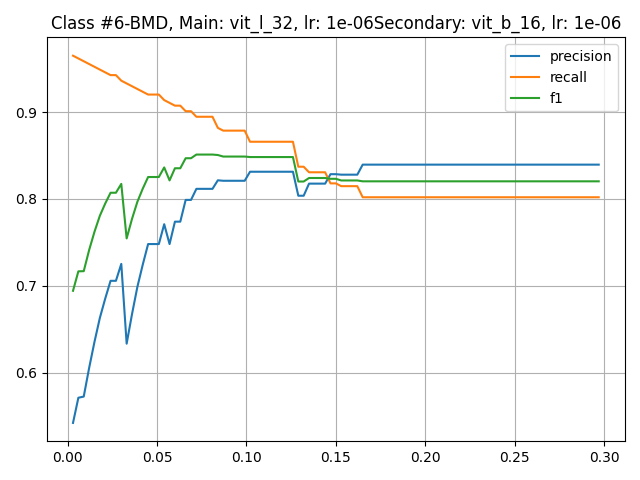 Class #6-BMD, Main: vit_l_32, lr: 1e-06Secondary: vit_b_16, lr: 1e-06
precision
recall
f1
0.9
0.8
0.7
0.6
0.00 0.05 0.10 0.15 0.20 0.25 0.30